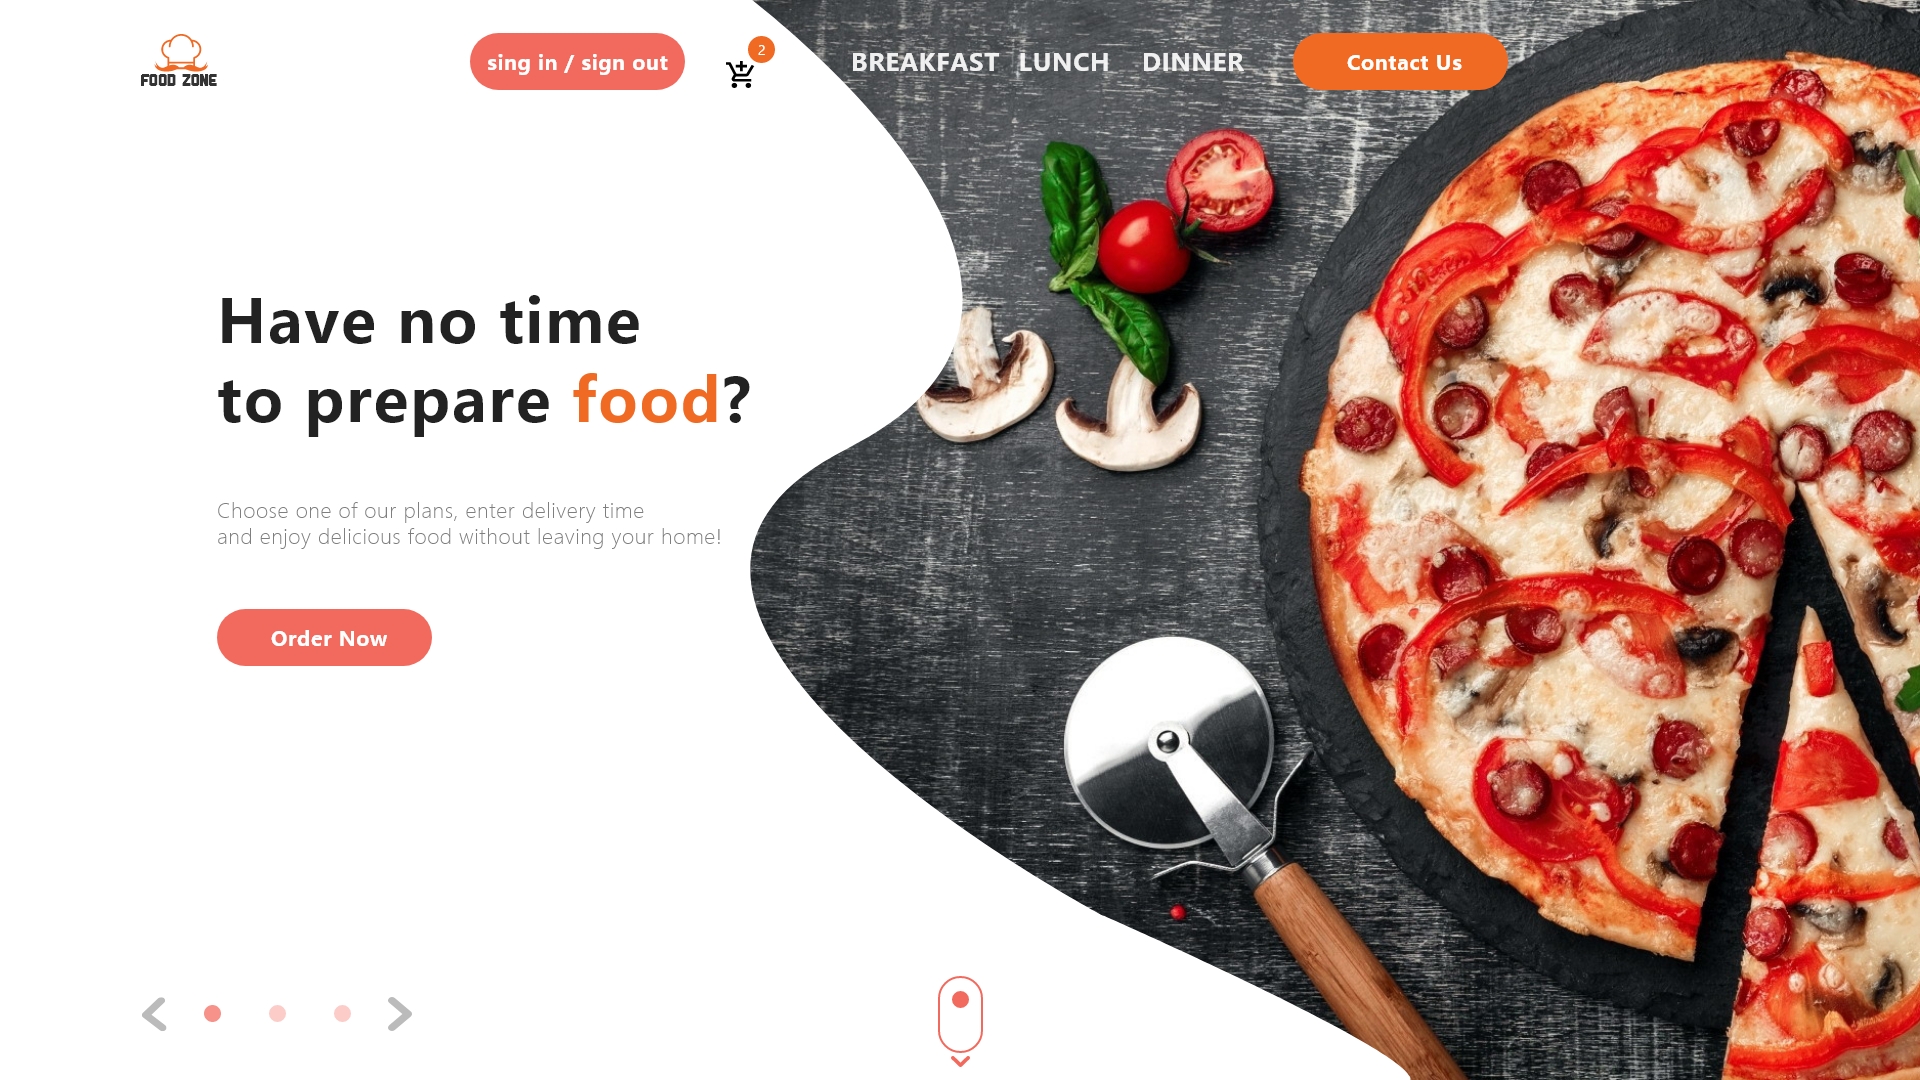 FOOD ZONE
sing in / sign out
2
BREAKFAST LUNCH DINNER
Contact Us
Have no time
to prepare food?
Choose one of our plans, enter delivery time
and enjoy delicious food without leaving your home!
Order Now